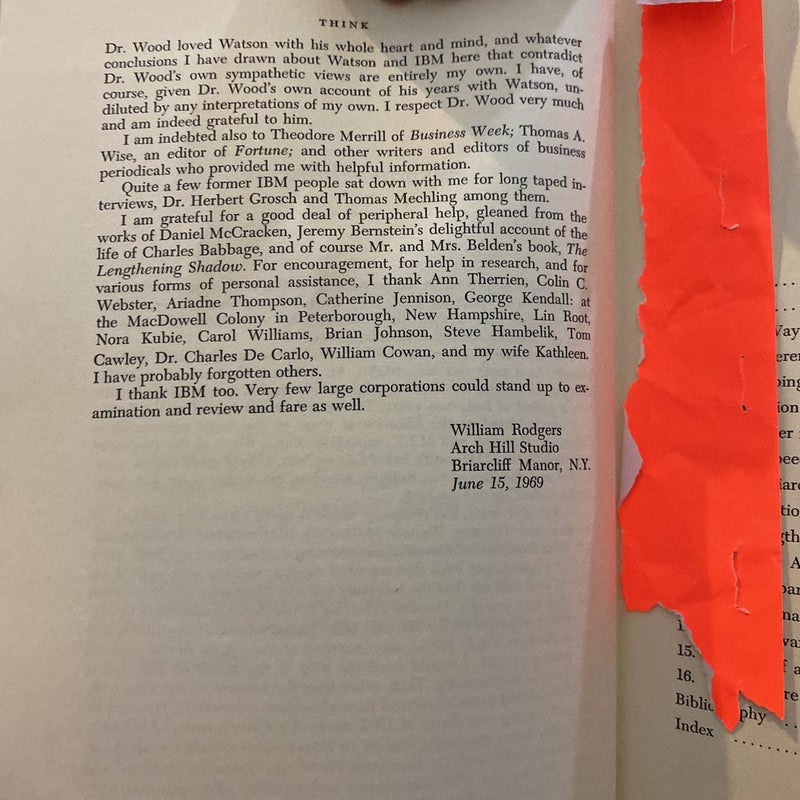 THINK
Dr. Wood loved Watson with his whole heart and mind, and whatever
conclusions I have drawn about Watson and IBM here that contradict
Dr. Wood's own sympathetic views are entirely my own. I have, of
course, given Dr. Wood's own account of his years with Watson, un-
diluted by any interpretations of my own. I respect Dr. Wood very much
and am indeed grateful to him.
I am indebted also to Theodore Merrill of Business Week; Thomas A.
Wise, an editor of Fortune; and other writers and editors of business
periodicals who provided me with helpful information.
Quite a few former IBM people sat down with me for long taped in-
terviews, Dr. Herbert Grosch and Thomas Mechling among them.
I am grateful for a good deal of peripheral help, gleaned from the
works of Daniel McCracken, Jeremy Bernstein's delightful account of the
life of Charles Babbage, and of course Mr. and Mrs. Belden's book, The
Lengthening Shadow. For encouragement, for help in research, and for
various forms of personal assistance, I thank Ann Therrien, Colin C.
Webster, Ariadne Thompson, Catherine Jennison, George Kendall: at
the MacDowell Colony in Peterborough, New Hampshire, Lin Root,
Nora Kubie, Carol Williams, Brian Johnson, Steve Hambelik, Tom
Cawley, Dr. Charles De Carlo, William Cowan, and my wife Kathleen.
I have probably forgotten others.
I thank IBM too. Very few large corporations could stand up to ex-
amination and review and fare as well.
William Rodgers
Arch Hill Studio
Briarcliff Manor, N.Y.
June 15, 1969
15.
16.
Index